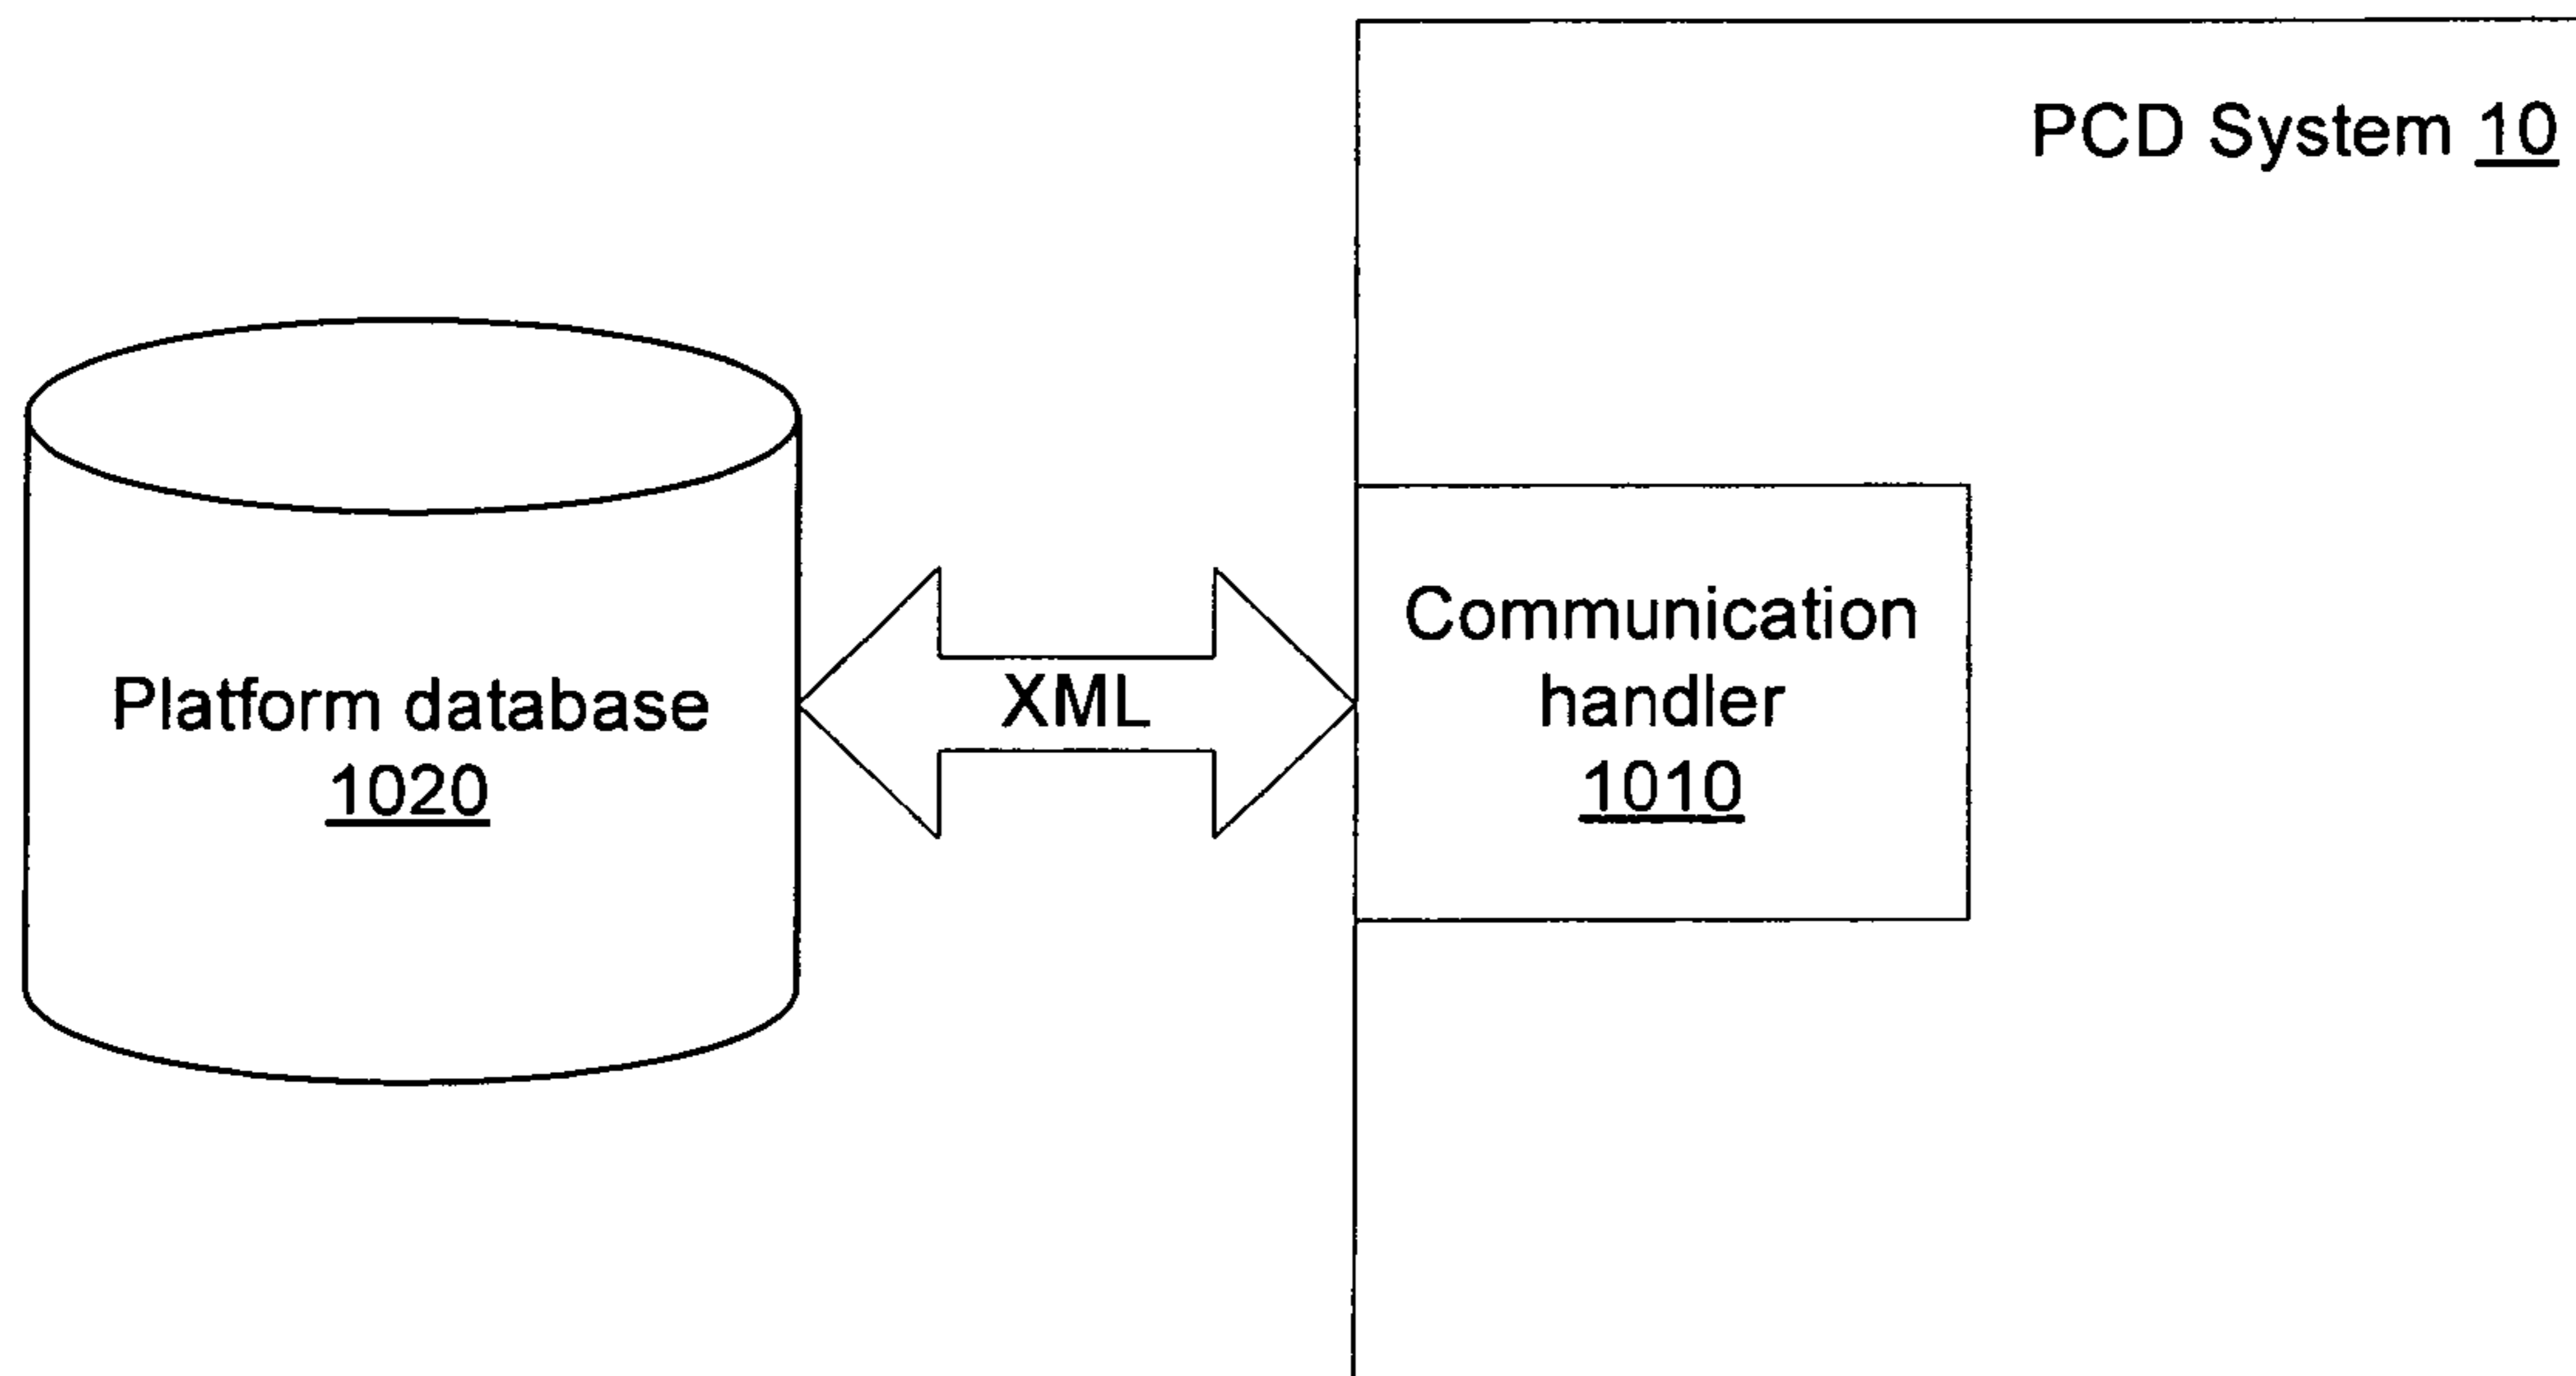 PCD System 10
Platform database
1020
XML
Communication
handler
1010